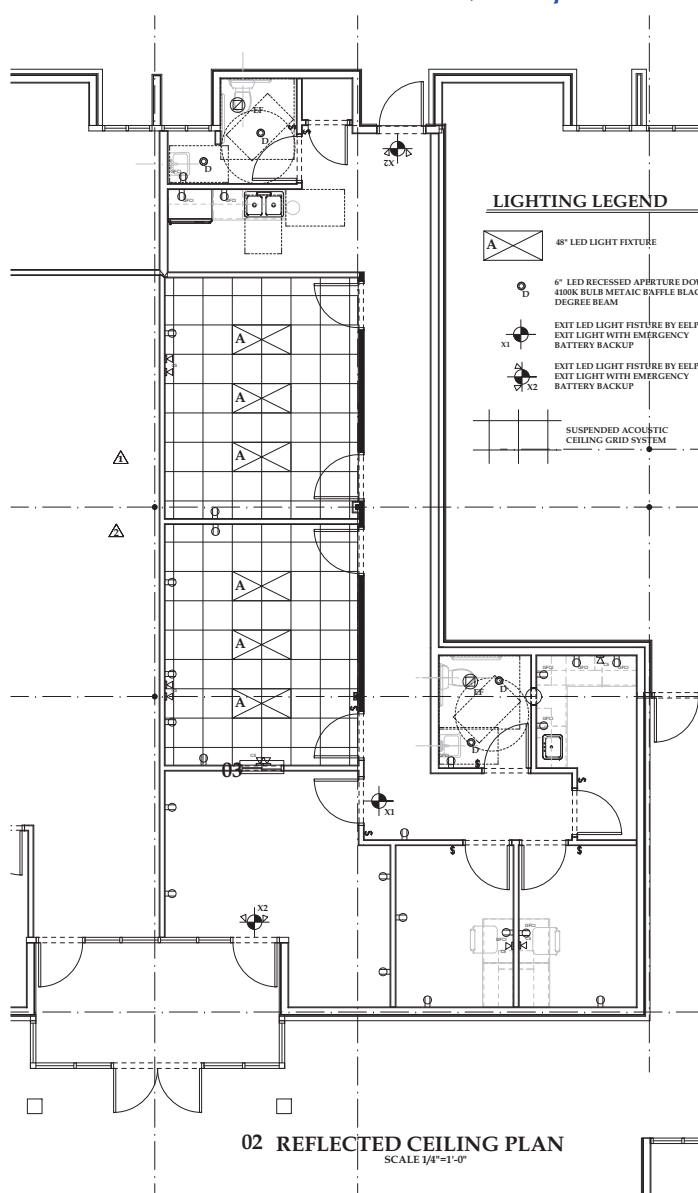 EF
D
D
X2
LIGHTING LEGEND
A
48" LED LIGHT FIXTURE
D
6" LED RECESSED APERTURE DOW
4100K BULB METAIC BAFFLE BLAC
DEGREE BEAM
X1
EXIT LED LIGHT FISTURE BY EELP
EXIT LIGHT WITH EMERGENCY
BATTERY BACKUP
X2
EXIT LED LIGHT FISTURE BY EELP
EXIT LIGHT WITH EMERGENCY
BATTERY BACKUP
SUSPENDED ACOUSTIC
CEILING GRID SYSTEM
A
A
A
1
2
A
A
A
GFCI
GFCI
EF
D
D
GFCI
03
X1
$
$
$
$
$
X2
02 REFLECTED CEILING PLAN
SCALE 1/4"=1'-0"